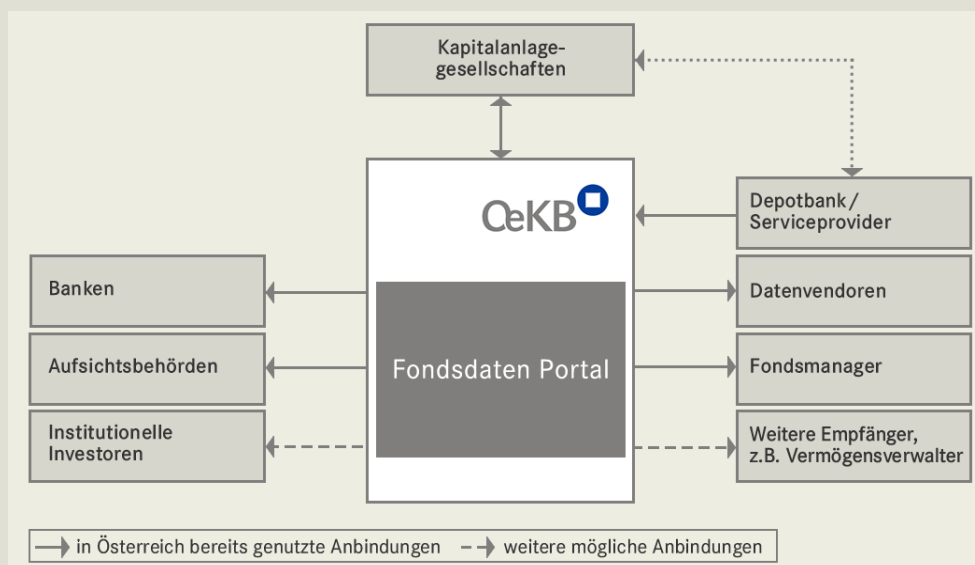 Kapitalanlage-
gesellschaften
OeKB
Depotbank/
Serviceprovider
Banken
Datenvendoren
Aufsichtsbehörden
Fondsdaten Portal
Fondsmanager
Institutionelle
Investoren
Weitere Empfänger,
z.B. Vermögensverwalter
in Österreich bereits genutzte Anbindungen
weitere mögliche Anbindungen